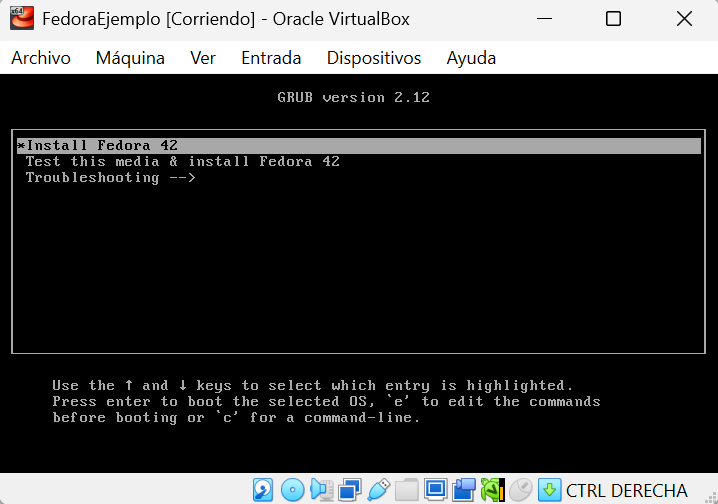 x64
FedoraEjemplo [Corriendo] - Oracle VirtualBox
Archivo Máquina Ver Entrada Dispositivos Ayuda
GRUB version 2.12
*Install Fedora 42
Test this media & install Fedora 42
Troubleshooting -->
Use the ↑ and ↓ keys to select which entry is highlighted.
Press enter to boot the selected OS, `e' to edit the commands
before booting or `c' for a command-line.
CTRL DERECHA